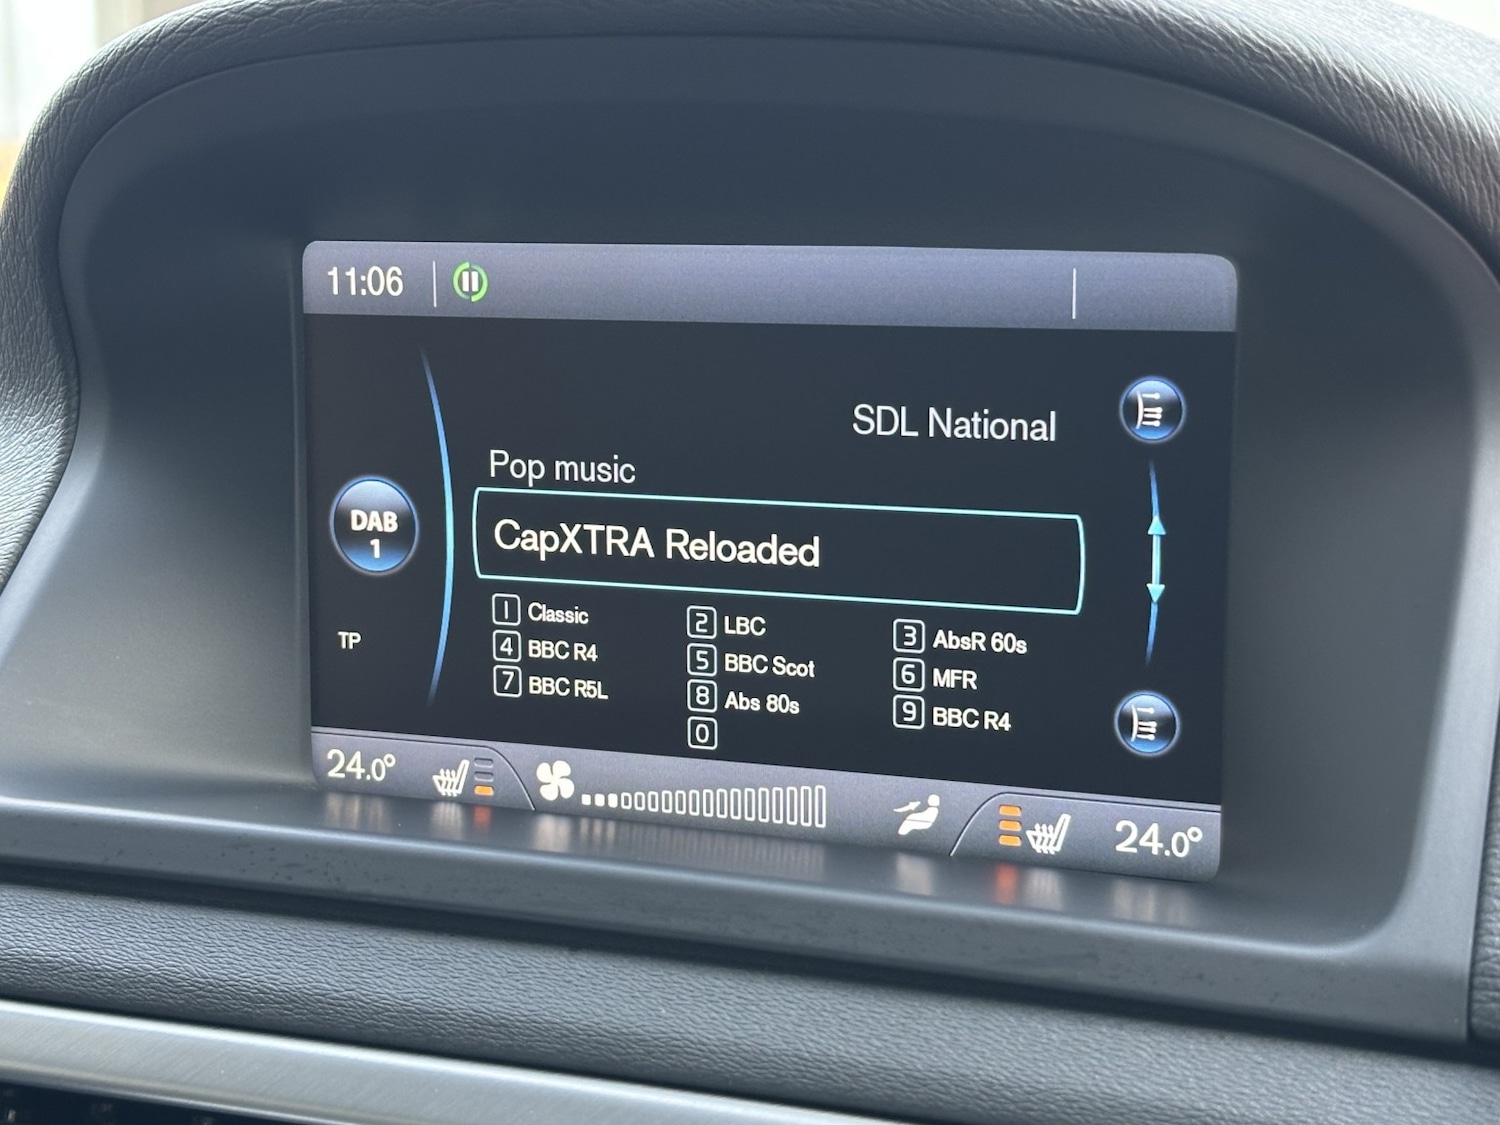 11:06
SDL National
Pop music
DAB
1
CapXTRA Reloaded
1 Classic 2 LBC 3 AbsR 60s
4 BBC R4 5 BBC Scot 6 MFR
7 BBC R5L 8 Abs 80s 9 BBC R4
0
TP
24.0° 24.0°